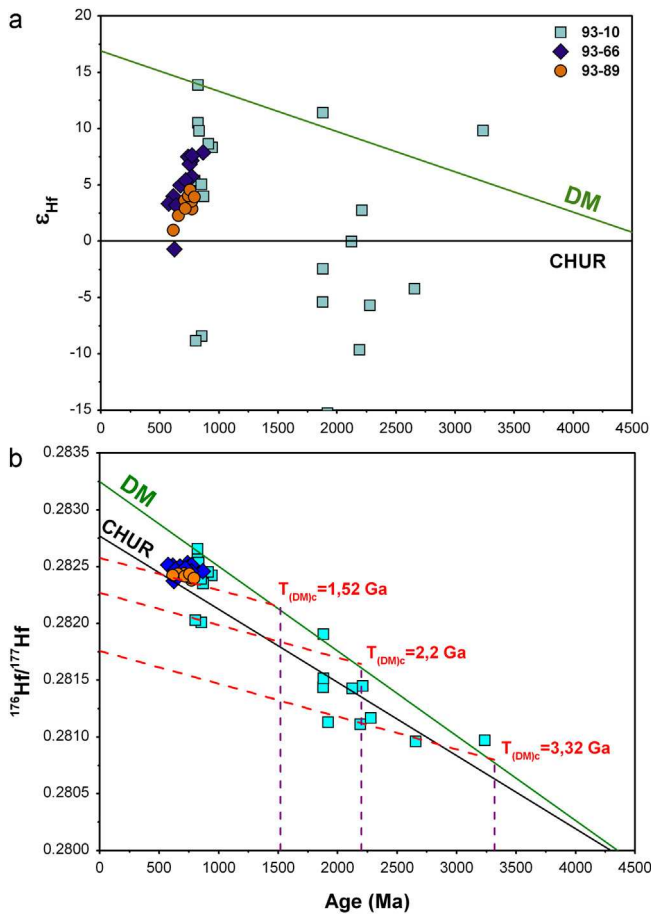 a
20
15
10
5
0
-5
-10
-15
εHf
93-10
93-66
93-89
DM
CHUR
0 500 1000 1500 2000 2500 3000 3500 4000 4500
b
0.2835
0.2830
0.2825
0.2820
0.2815
0.2810
0.2805
0.2800
176Hf/177Hf
DM
CHUR
T(DM)c=1,52 Ga
T(DM)c=2,2 Ga
T(DM)c=3,32 Ga
0 500 1000 1500 2000 2500 3000 3500 4000 4500
Age (Ma)